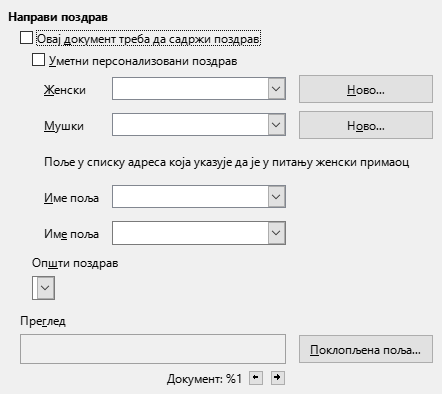 Направи поздрав
Овај документ треба да садржи поздрав
Уметни персонализовани поздрав
Женски
Ново...
Мушки
Ново...
Поље у списку адреса која указује да је у питању женски примаоц
Име поља
Име поља
Општи поздрав
Преглед
Поклопљена поља...
Документ: %1